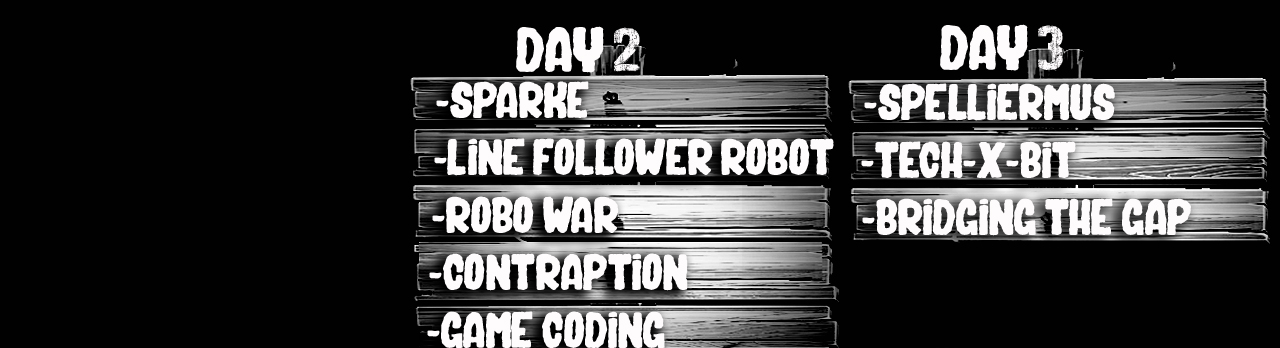 DAY 2
-SPARKE
-LiNE FOLLOWER ROBOT
-ROBO WAR
-CONTRAPTiON
-GAME CODiNG
DAY 3
-SPELLiERMUS
-TECH-X-BiT
-BRiDGiNG THE GAP